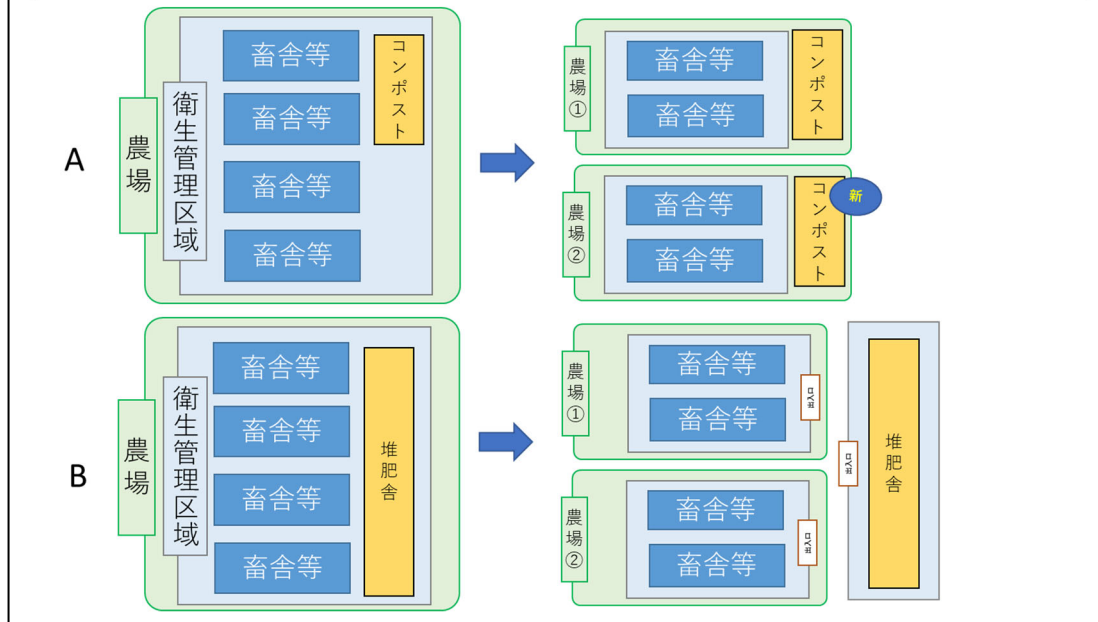 A
農場
衛生管理区域
畜舎等
畜舎等
畜舎等
畜舎等
コンポスト
農場①
畜舎等
畜舎等
コンポスト
農場②
畜舎等
畜舎等
コンポスト
新
B
農場
衛生管理区域
畜舎等
畜舎等
畜舎等
畜舎等
堆肥舎
農場①
畜舎等
畜舎等
出入口
農場②
畜舎等
畜舎等
出入口
出入口
堆肥舎